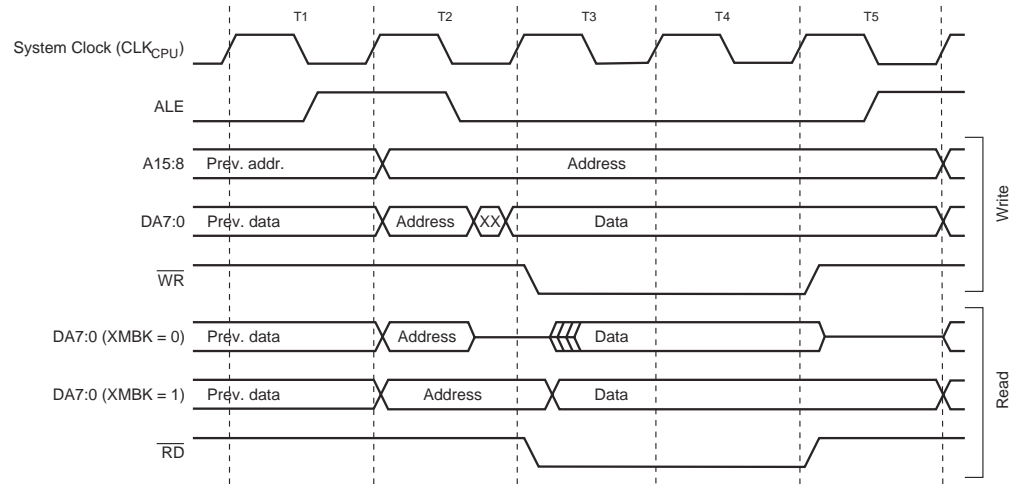 T1 T2 T3 T4 T5
System Clock (CLKCPU)
ALE
A15:8 Prev. addr. Address
DA7:0 Prev. data Address XX Data
WR
Write
DA7:0 (XMBK = 0) Prev. data Address Data
DA7:0 (XMBK = 1) Prev. data Address Data
RD
Read